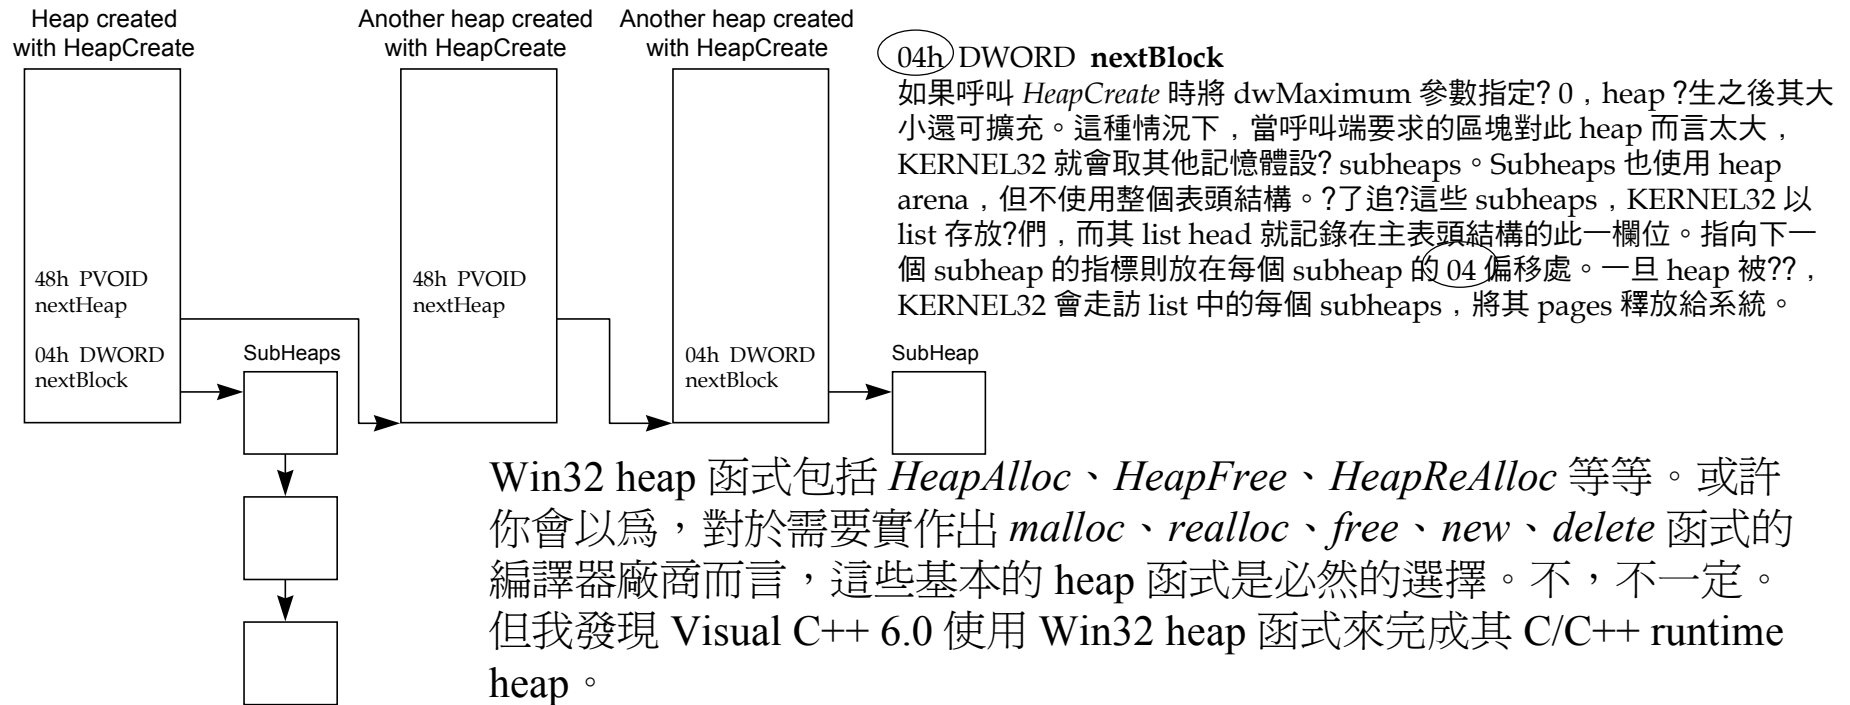 Heap created
with HeapCreate
Another heap created
with HeapCreate
Another heap created
with HeapCreate
48h PVOID
nextHeap
04h DWORD
nextBlock
SubHeaps
48h PVOID
nextHeap
04h DWORD
nextBlock
SubHeap
04h DWORD nextBlock
如果呼叫 HeapCreate 時將 dwMaximum 參數指定? 0，heap ?生之後其大
小還可擴充。這種情況下，當呼叫端要求的區塊對此 heap 而言太大，
KERNEL32 就會取其他記憶體設? subheaps。Subheaps 也使用 heap
arena，但不使用整個表頭結構。?了追?這些 subheaps，KERNEL32 以
list 存放?們，而其 list head 就記錄在主表頭結構的此一欄位。指向下一
個 subheap 的指標則放在每個 subheap 的 04 偏移處。一旦 heap 被??，
KERNEL32 會走訪 list 中的每個 subheaps，將其 pages 釋放給系統。
Win32 heap 函式包括 HeapAlloc、HeapFree、HeapReAlloc 等等。或許
你會以為，對於需要實作出 malloc、realloc、free、new、delete 函式的
編譯器廠商而言，這些基本的 heap 函式是必然的選擇。不，不一定。
但我發現 Visual C++ 6.0 使用 Win32 heap 函式來完成其 C/C++ runtime
heap。